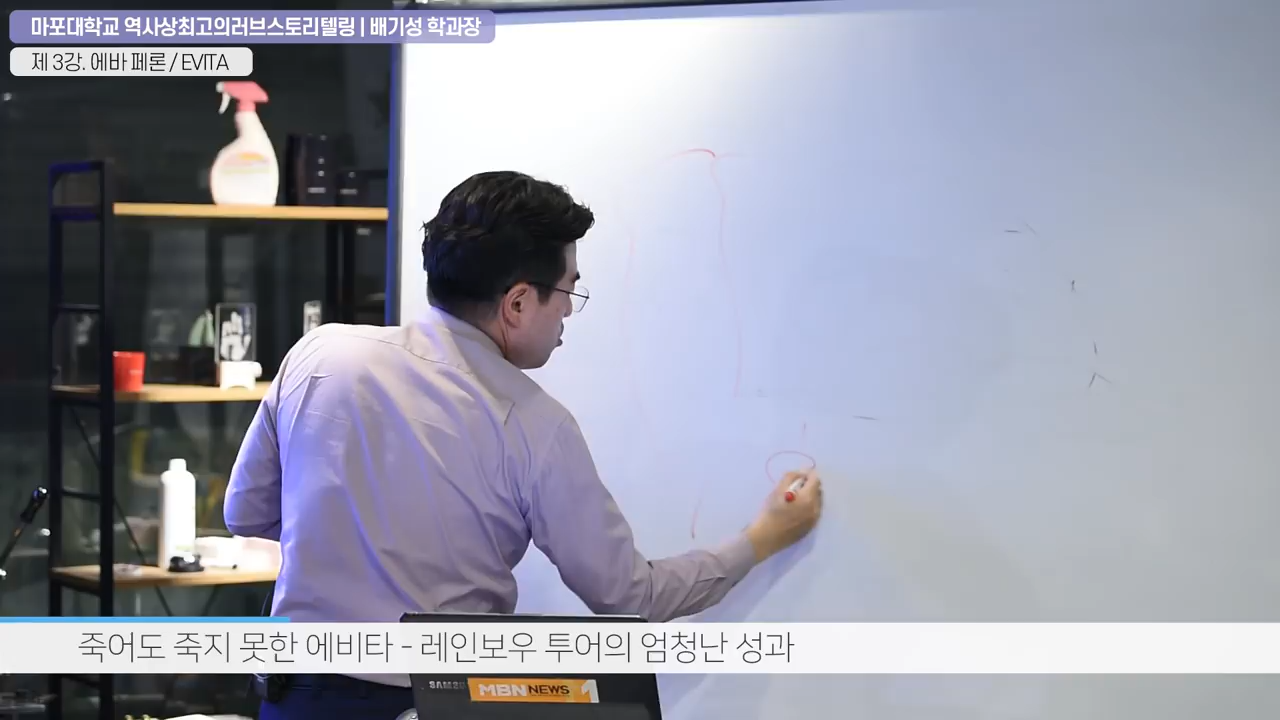 마포대학교 역사상최고의러브스토리텔링 | 배기성 학과장
제 3강. 에바 페론 / EVITA
죽어도 죽지 못한 에비타 - 레인보우 투어의 엄청난 성과
SAMSU
MBN NEWS 1